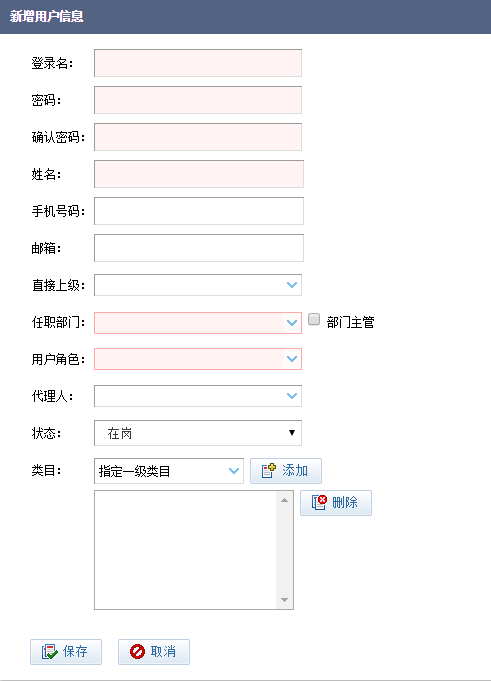 新增用户信息
登录名：
密码：
确认密码：
姓名：
手机号码：
邮箱：
直接上级：
任职部门： 部门主管
用户角色：
代理人：
状态： 在岗
类目： 指定一级类目 添加
删除
保存 取消